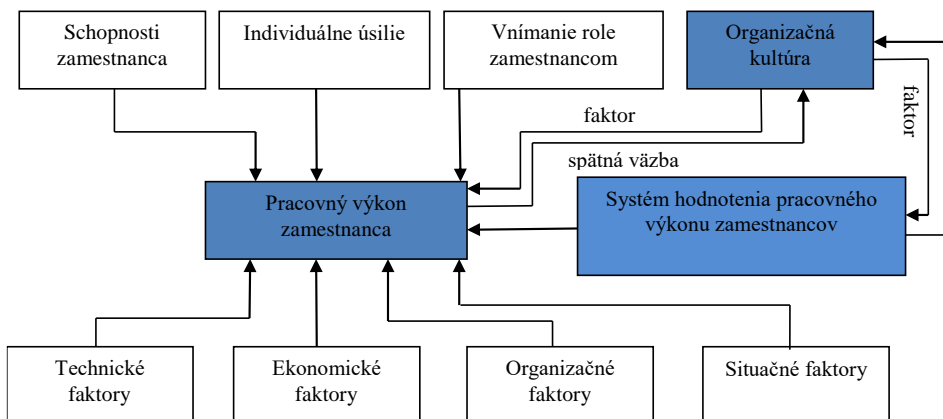 Schopnosti
zamestnanca
Individuálne úsilie
Vnímanie role
zamestnancom
Organizačná
kultúra
faktor
faktor
spätná väzba
Pracovný výkon
zamestnanca
Systém hodnotenia pracovného
výkonu zamestnancov
Technické
faktory
Ekonomické
faktory
Organizačné
faktory
Situačné faktory